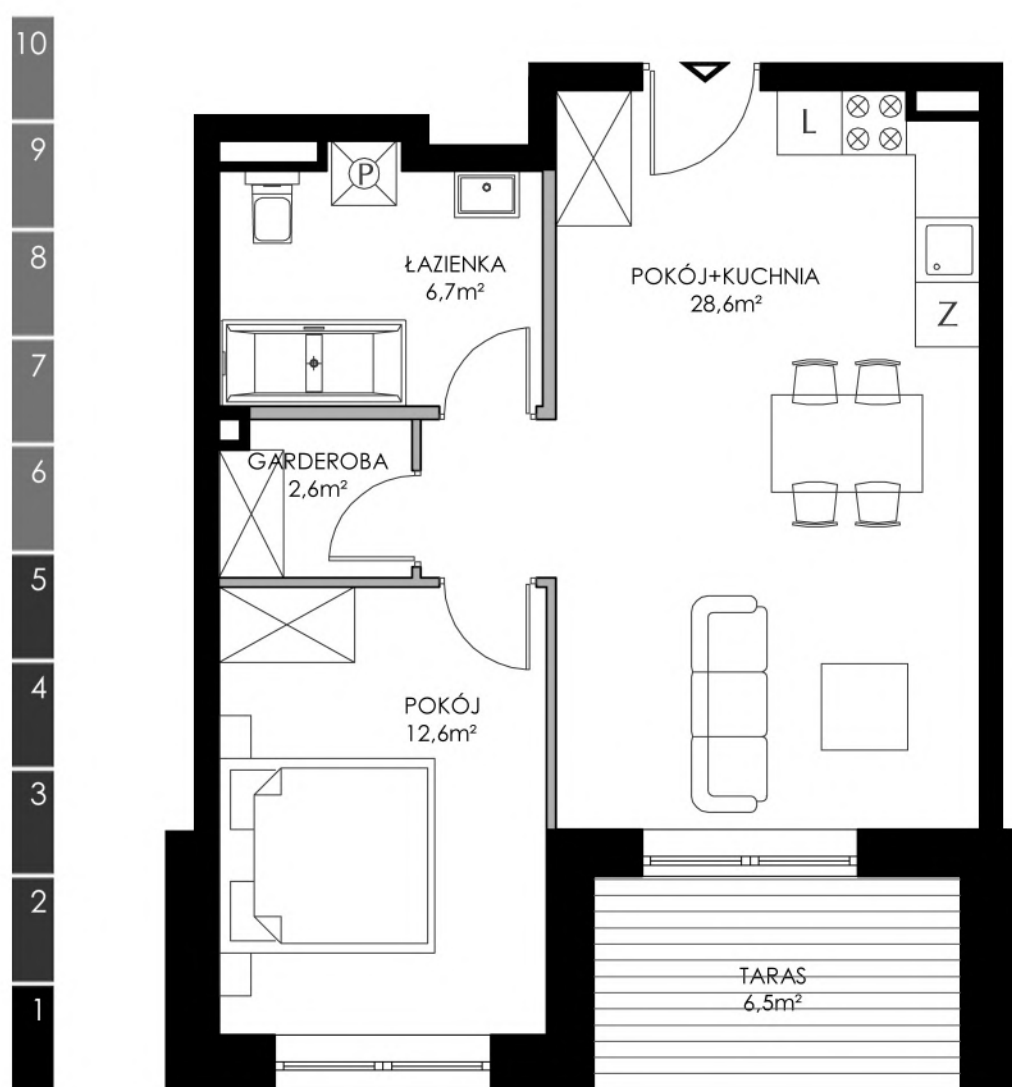 10
9
8
7
6
5
4
3
2
1
L
P
ŁAZIENKA
6,7m²
POKÓJ+KUCHNIA
28,6m²
Z
GARDEROBA
2,6m²
POKÓJ
12,6m²
TARAS
6,5m²